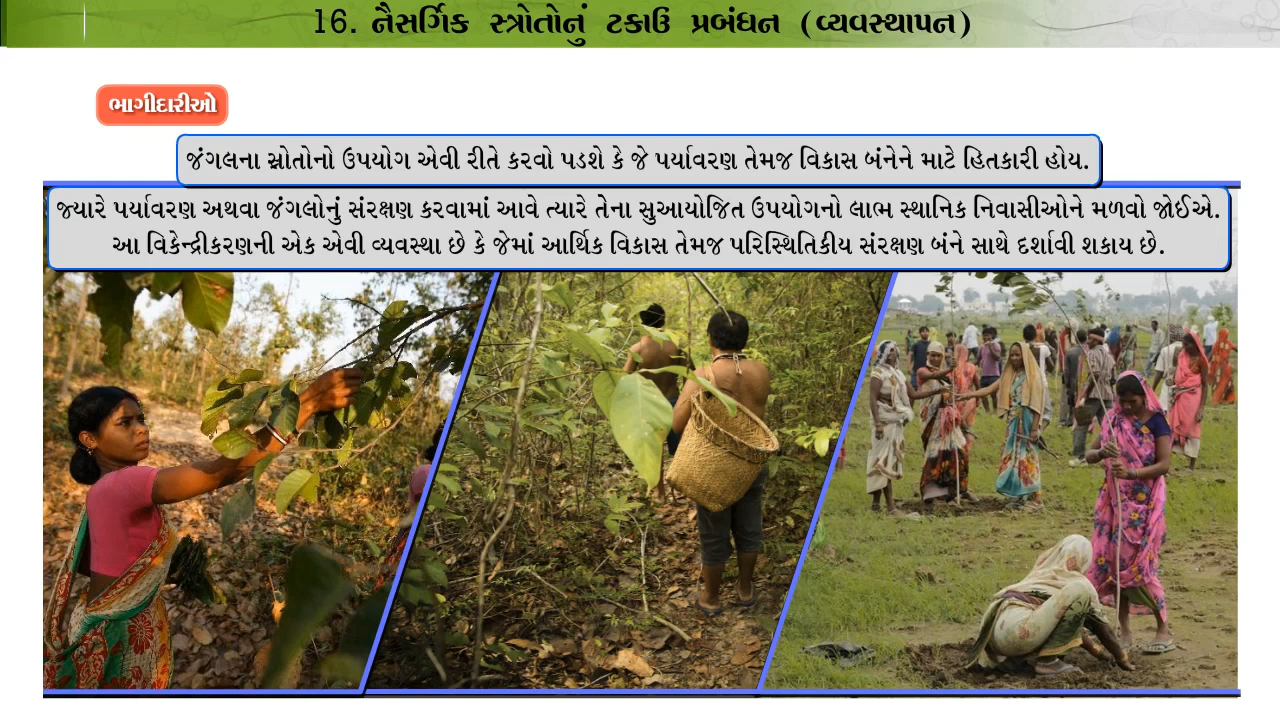 16. નૈસર્ગિક સ્ત્રોતોનું ટકાઉ પ્રબંધન (વ્યવસ્થાપન)
ભાગીદારીઓ
જંગલના સ્રોતોનો ઉપયોગ એવી રીતે કરવો પડશે કે જે પર્યાવરણ તેમજ વિકાસ બંનેને માટે હિતકારી હોય.
જ્યારે પર્યાવરણ અથવા જંગલોનું સંરક્ષણ કરવામાં આવે ત્યારે તેના સુઆયોજિત ઉપયોગનો લાભ સ્થાનિક નિવાસીઓને મળવો જોઈએ.
આ વિકેન્દ્રીકરણની એક એવી વ્યવસ્થા છે કે જેમાં આર્થિક વિકાસ તેમજ પરિસ્થિતિકીય સંરક્ષણ બંને સાથે દર્શાવી શકાય છે.